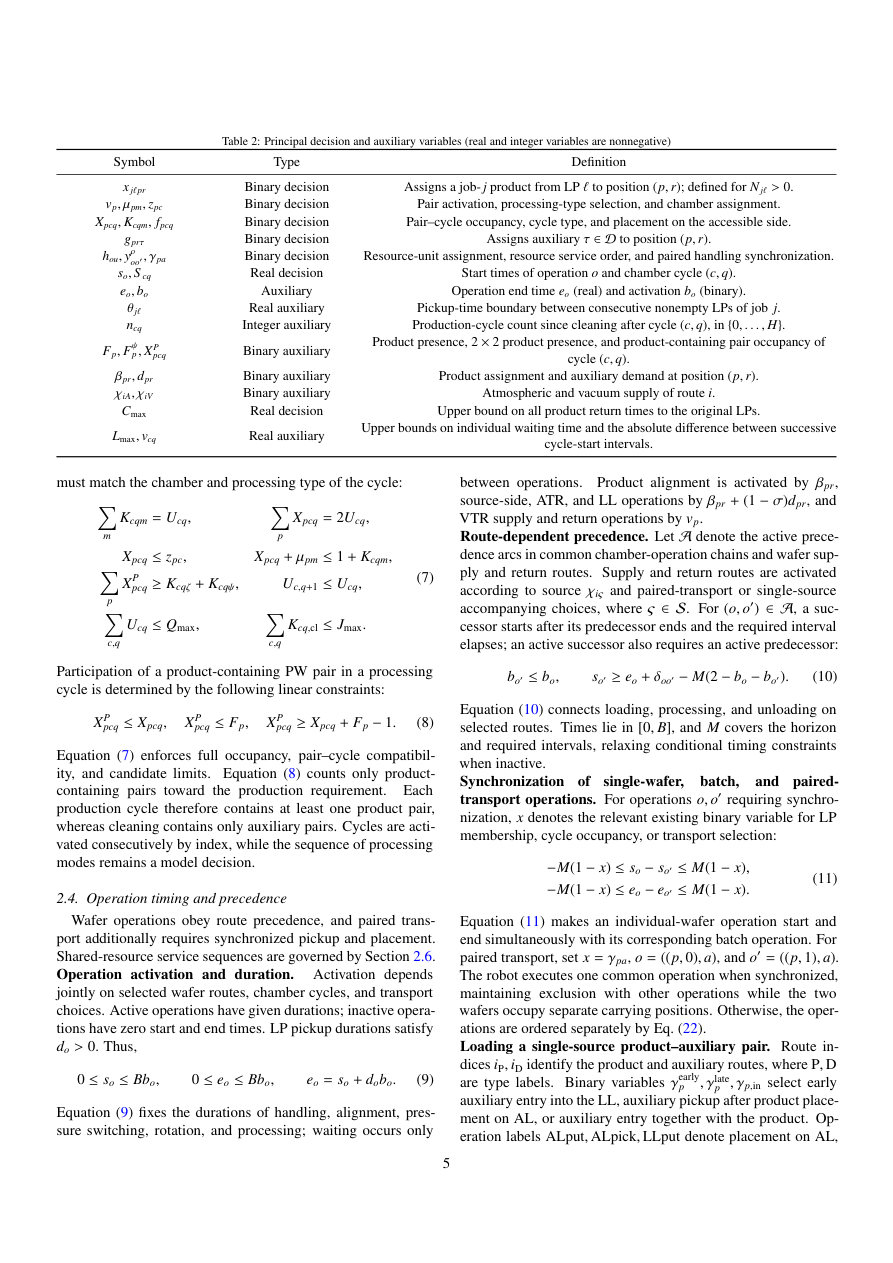 Table 2: Principal decision and auxiliary variables (real and integer variables are nonnegative)
Symbol Type Definition
x_{jℓpr} Binary decision Assigns a job-j product from LP ℓ to position (p, r); defined for N_{jℓ} > 0.
v_p, μ_{pm}, z_{pc} Binary decision Pair activation, processing-type selection, and chamber assignment.
X_{pcq}, K_{cqm}, f_{pcq} Binary decision Pair–cycle occupancy, cycle type, and placement on the accessible side.
g_{prτ} Binary decision Assigns auxiliary τ ∈ 𝒟 to position (p, r).
h_{ou}, y^ρ_{oo′}, γ_{pa} Binary decision Resource-unit assignment, resource service order, and paired handling synchronization.
s_o, S_{cq} Real decision Start times of operation o and chamber cycle (c, q).
e_o, b_o Auxiliary Operation end time e_o (real) and activation b_o (binary).
θ_{jℓ} Real auxiliary Pickup-time boundary between consecutive nonempty LPs of job j.
n_{cq} Integer auxiliary Production-cycle count since cleaning after cycle (c, q), in {0, . . . , H}.
F_p, F^ψ_p, X^P_{pcq} Binary auxiliary Product presence, 2 × 2 product presence, and product-containing pair occupancy of
cycle (c, q).
β_{pr}, d_{pr} Binary auxiliary Product assignment and auxiliary demand at position (p, r).
χ_{iA}, χ_{iV} Binary auxiliary Atmospheric and vacuum supply of route i.
C_max Real decision Upper bound on all product return times to the original LPs.
L_max, ν_{cq} Real auxiliary Upper bounds on individual waiting time and the absolute difference between successive
cycle-start intervals.
must match the chamber and processing type of the cycle:
∑_m K_{cqm} = U_{cq}, ∑_p X_{pcq} = 2U_{cq},
X_{pcq} ≤ z_{pc}, X_{pcq} + μ_{pm} ≤ 1 + K_{cqm},
∑_p X^P_{pcq} ≥ K_{cqζ} + K_{cqψ}, U_{c,q+1} ≤ U_{cq}, (7)
∑_{c,q} U_{cq} ≤ Q_max, ∑_{c,q} K_{cq,cl} ≤ J_max.
Participation of a product-containing PW pair in a processing
cycle is determined by the following linear constraints:
X^P_{pcq} ≤ X_{pcq}, X^P_{pcq} ≤ F_p, X^P_{pcq} ≥ X_{pcq} + F_p − 1. (8)
Equation (7) enforces full occupancy, pair–cycle compatibil-
ity, and candidate limits. Equation (8) counts only product-
containing pairs toward the production requirement. Each
production cycle therefore contains at least one product pair,
whereas cleaning contains only auxiliary pairs. Cycles are acti-
vated consecutively by index, while the sequence of processing
modes remains a model decision.
2.4. Operation timing and precedence
Wafer operations obey route precedence, and paired trans-
port additionally requires synchronized pickup and placement.
Shared-resource service sequences are governed by Section 2.6.
Operation activation and duration. Activation depends
jointly on selected wafer routes, chamber cycles, and transport
choices. Active operations have given durations; inactive opera-
tions have zero start and end times. LP pickup durations satisfy
d_o > 0. Thus,
0 ≤ s_o ≤ Bb_o, 0 ≤ e_o ≤ Bb_o, e_o = s_o + d_o b_o. (9)
Equation (9) fixes the durations of handling, alignment, pres-
sure switching, rotation, and processing; waiting occurs only
between operations. Product alignment is activated by β_{pr},
source-side, ATR, and LL operations by β_{pr} + (1 − σ)d_{pr}, and
VTR supply and return operations by v_p.
Route-dependent precedence. Let 𝒜 denote the active prece-
dence arcs in common chamber-operation chains and wafer sup-
ply and return routes. Supply and return routes are activated
according to source χ_{iς} and paired-transport or single-source
accompanying choices, where ς ∈ 𝒮. For (o, o′) ∈ 𝒜, a suc-
cessor starts after its predecessor ends and the required interval
elapses; an active successor also requires an active predecessor:
b_{o′} ≤ b_o, s_{o′} ≥ e_o + δ_{oo′} − M(2 − b_o − b_{o′}). (10)
Equation (10) connects loading, processing, and unloading on
selected routes. Times lie in [0, B], and M covers the horizon
and required intervals, relaxing conditional timing constraints
when inactive.
Synchronization of single-wafer, batch, and paired-
transport operations. For operations o, o′ requiring synchro-
nization, x denotes the relevant existing binary variable for LP
membership, cycle occupancy, or transport selection:
−M(1 − x) ≤ s_o − s_{o′} ≤ M(1 − x),
−M(1 − x) ≤ e_o − e_{o′} ≤ M(1 − x). (11)
Equation (11) makes an individual-wafer operation start and
end simultaneously with its corresponding batch operation. For
paired transport, set x = γ_{pa}, o = ((p, 0), a), and o′ = ((p, 1), a).
The robot executes one common operation when synchronized,
maintaining exclusion with other operations while the two
wafers occupy separate carrying positions. Otherwise, the oper-
ations are ordered separately by Eq. (22).
Loading a single-source product–auxiliary pair. Route in-
dices i_P, i_D identify the product and auxiliary routes, where P, D
are type labels. Binary variables γ^early_p, γ^late_p, γ_{p,in} select early
auxiliary entry into the LL, auxiliary pickup after product place-
ment on AL, or auxiliary entry together with the product. Op-
eration labels ALput, ALpick, LLput denote placement on AL,
5